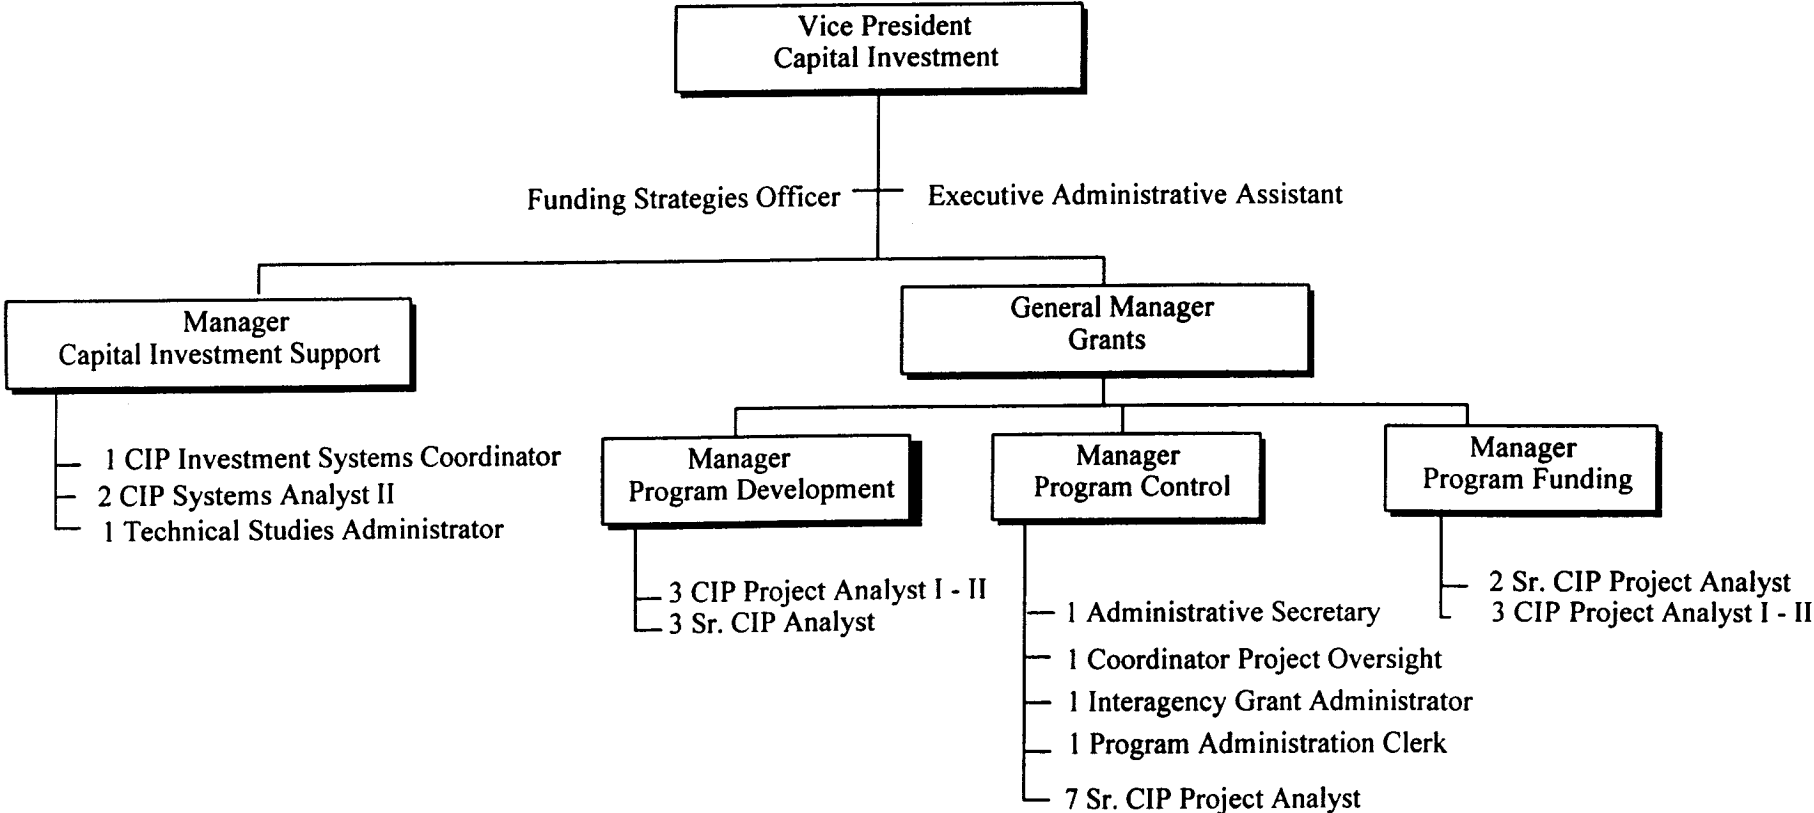 Vice President
Capital Investment
Funding Strategies Officer
Executive Administrative Assistant
Manager
Capital Investment Support
General Manager
Grants
1 CIP Investment Systems Coordinator
2 CIP Systems Analyst II
1 Technical Studies Administrator
Manager
Program Development
3 CIP Project Analyst I - II
3 Sr. CIP Analyst
Manager
Program Control
1 Administrative Secretary
1 Coordinator Project Oversight
1 Interagency Grant Administrator
1 Program Administration Clerk
7 Sr. CIP Project Analyst
Manager
Program Funding
2 Sr. CIP Project Analyst
3 CIP Project Analyst I - II